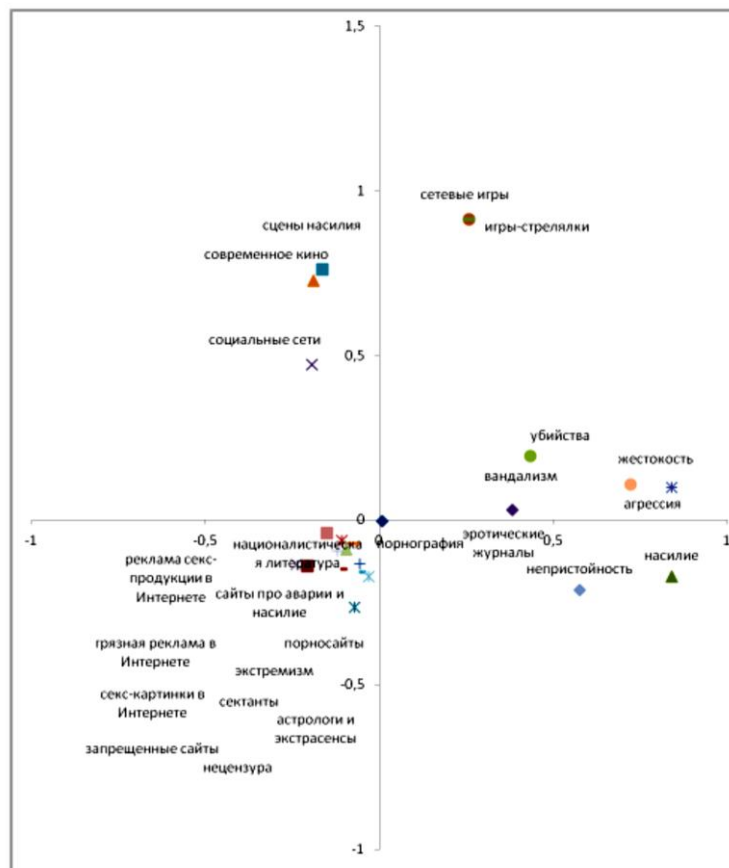 1,5
1
сетевые игры
сцены насилия
игры-стрелялки
современное кино
0,5
социальные сети
убийства
жестокость
вандализм
агрессия
0
-1
-0,5
0
0,5
1
националистическа
я литература
порнография
эротические
журналы
насилие
непристойность
реклама секс-
продукции в
Интернете
сайты про аварии и
насилие
грязная реклама в
Интернете
порносайты
экстремизм
-0,5
секс-картинки в
Интернете
сектанты
астрологи и
экстрасенсы
запрещенные сайты
нецензура
-1